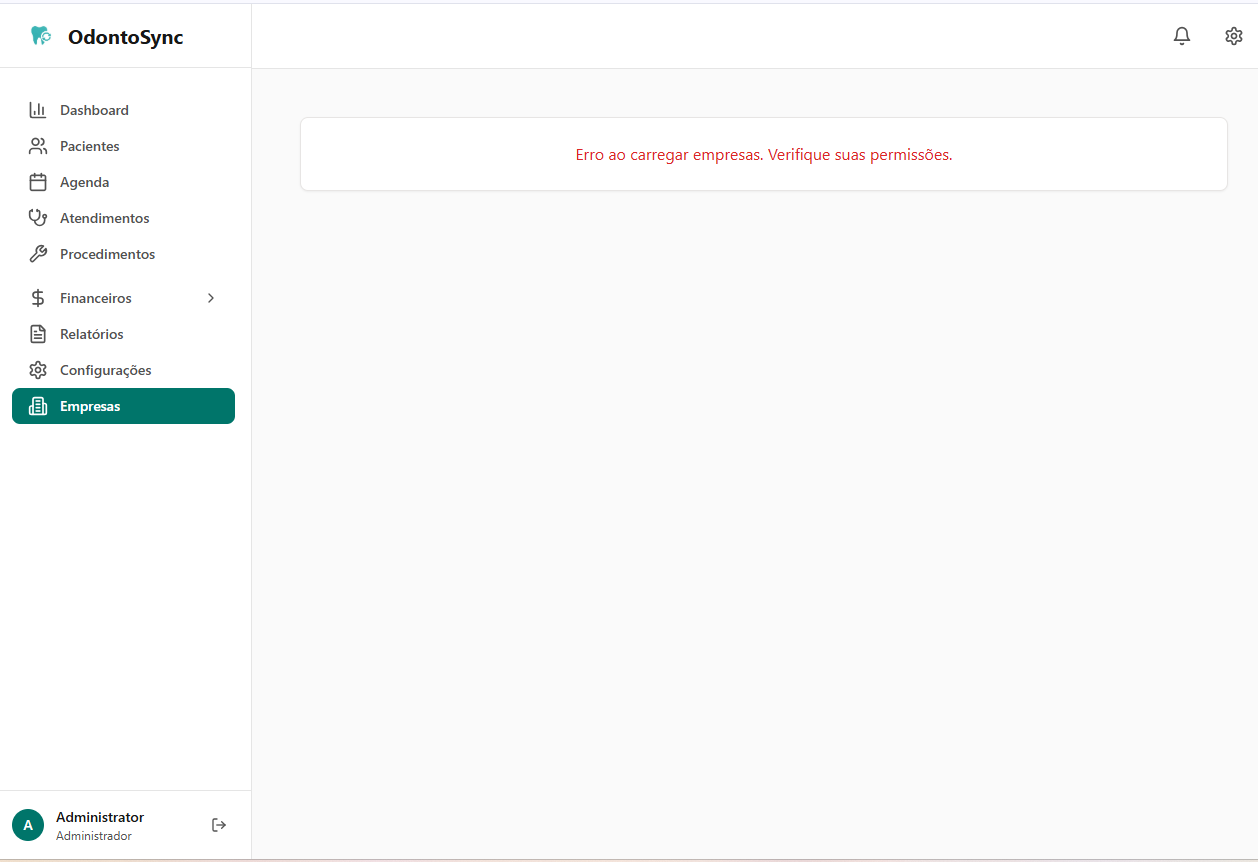 OdontoSync
Dashboard
Pacientes
Agenda
Atendimentos
Procedimentos
Financeiros
Relatórios
Configurações
Empresas
Erro ao carregar empresas. Verifique suas permissões.
A
Administrator
Administrador